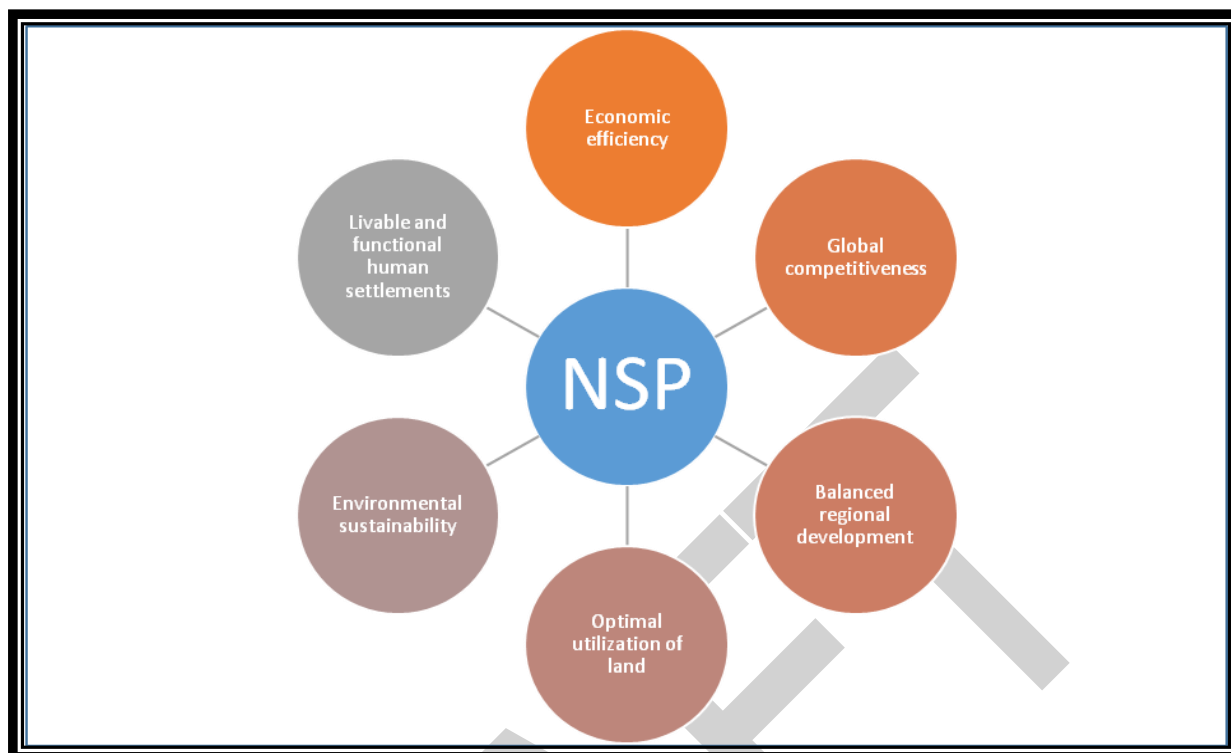 Economic
efficiency
Global
competitiveness
Balanced
regional
development
Optimal
utilization of
land
Environmental
sustainability
Livable and
functional
human
settlements
NSP